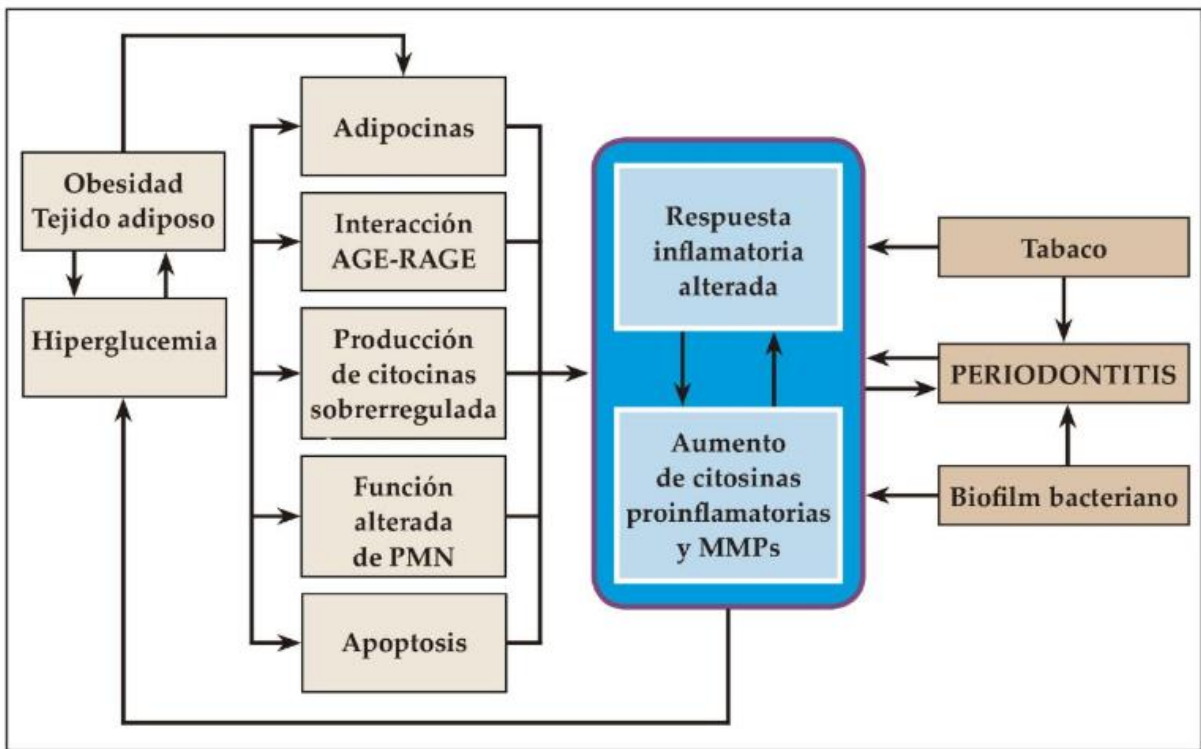 Obesidad
Tejido adiposo
Hiperglucemia
Adipocinas
Interacción
AGE-RAGE
Producción
de citocinas
sobrerregulada
Función
alterada
de PMN
Apoptosis
Respuesta
inflamatoria
alterada
Aumento
de citosinas
proinflamatorias
y MMPs
Tabaco
PERIODONTITIS
Biofilm bacteriano